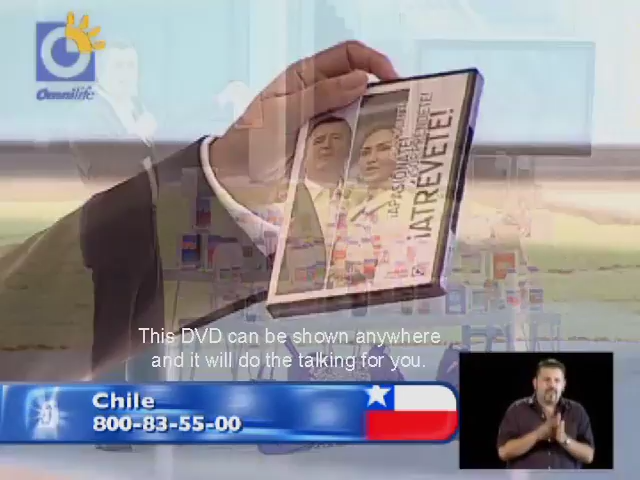 Omnilife
¡APASIÓNATE!
¡ATRÉVETE!
This DVD can be shown anywhere
and it will do the talking for you.
Chile
800-83-55-00